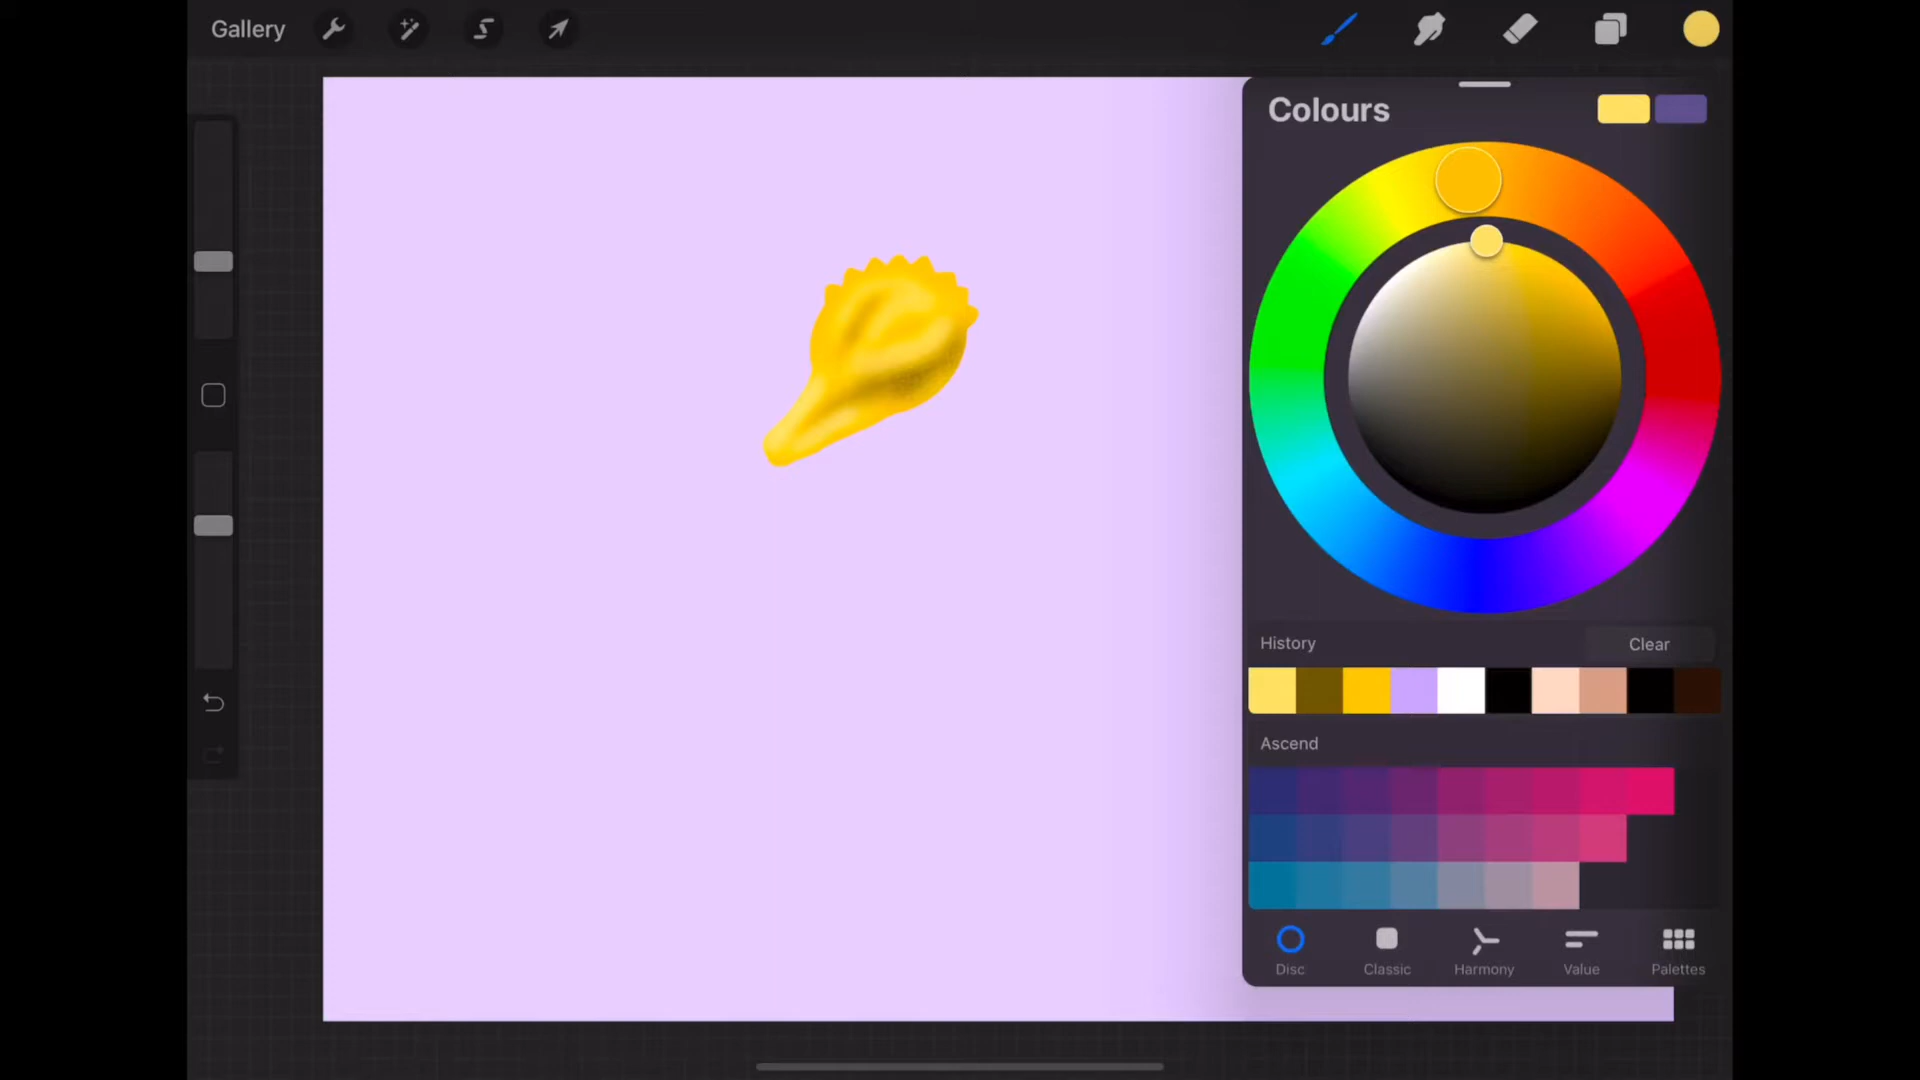 Gallery
Colours
History
Clear
Ascend
Disc
Classic
Harmony
Value
Palettes